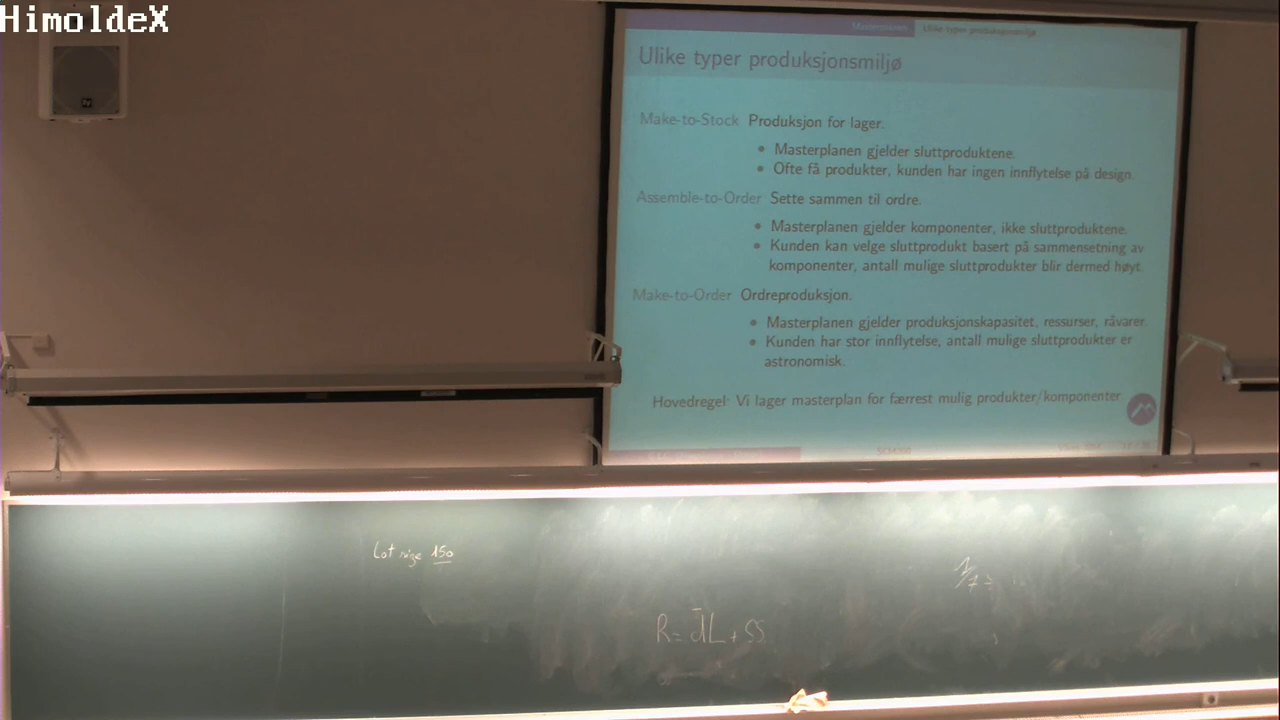 HimoldeX
Masterplanen Ulike typer produksjonsmiljø
Ulike typer produksjonsmiljø
Make-to-Stock Produksjon for lager.
• Masterplanen gjelder sluttproduktene.
• Ofte få produkter, kunden har ingen innflytelse på design.
Assemble-to-Order Sette sammen til ordre.
• Masterplanen gjelder komponenter, ikke sluttproduktene.
• Kunden kan velge sluttprodukt basert på sammensetning av
komponenter, antall mulige sluttprodukter blir dermed høyt.
Make-to-Order Ordreproduksjon.
• Masterplanen gjelder produksjonskapasitet, ressurser, råvarer.
• Kunden har stor innflytelse, antall mulige sluttprodukter er
astronomisk.
Hovedregel: Vi lager masterplan for færrest mulig produkter/komponenter.
Lot size 150
R = d̄L + SS